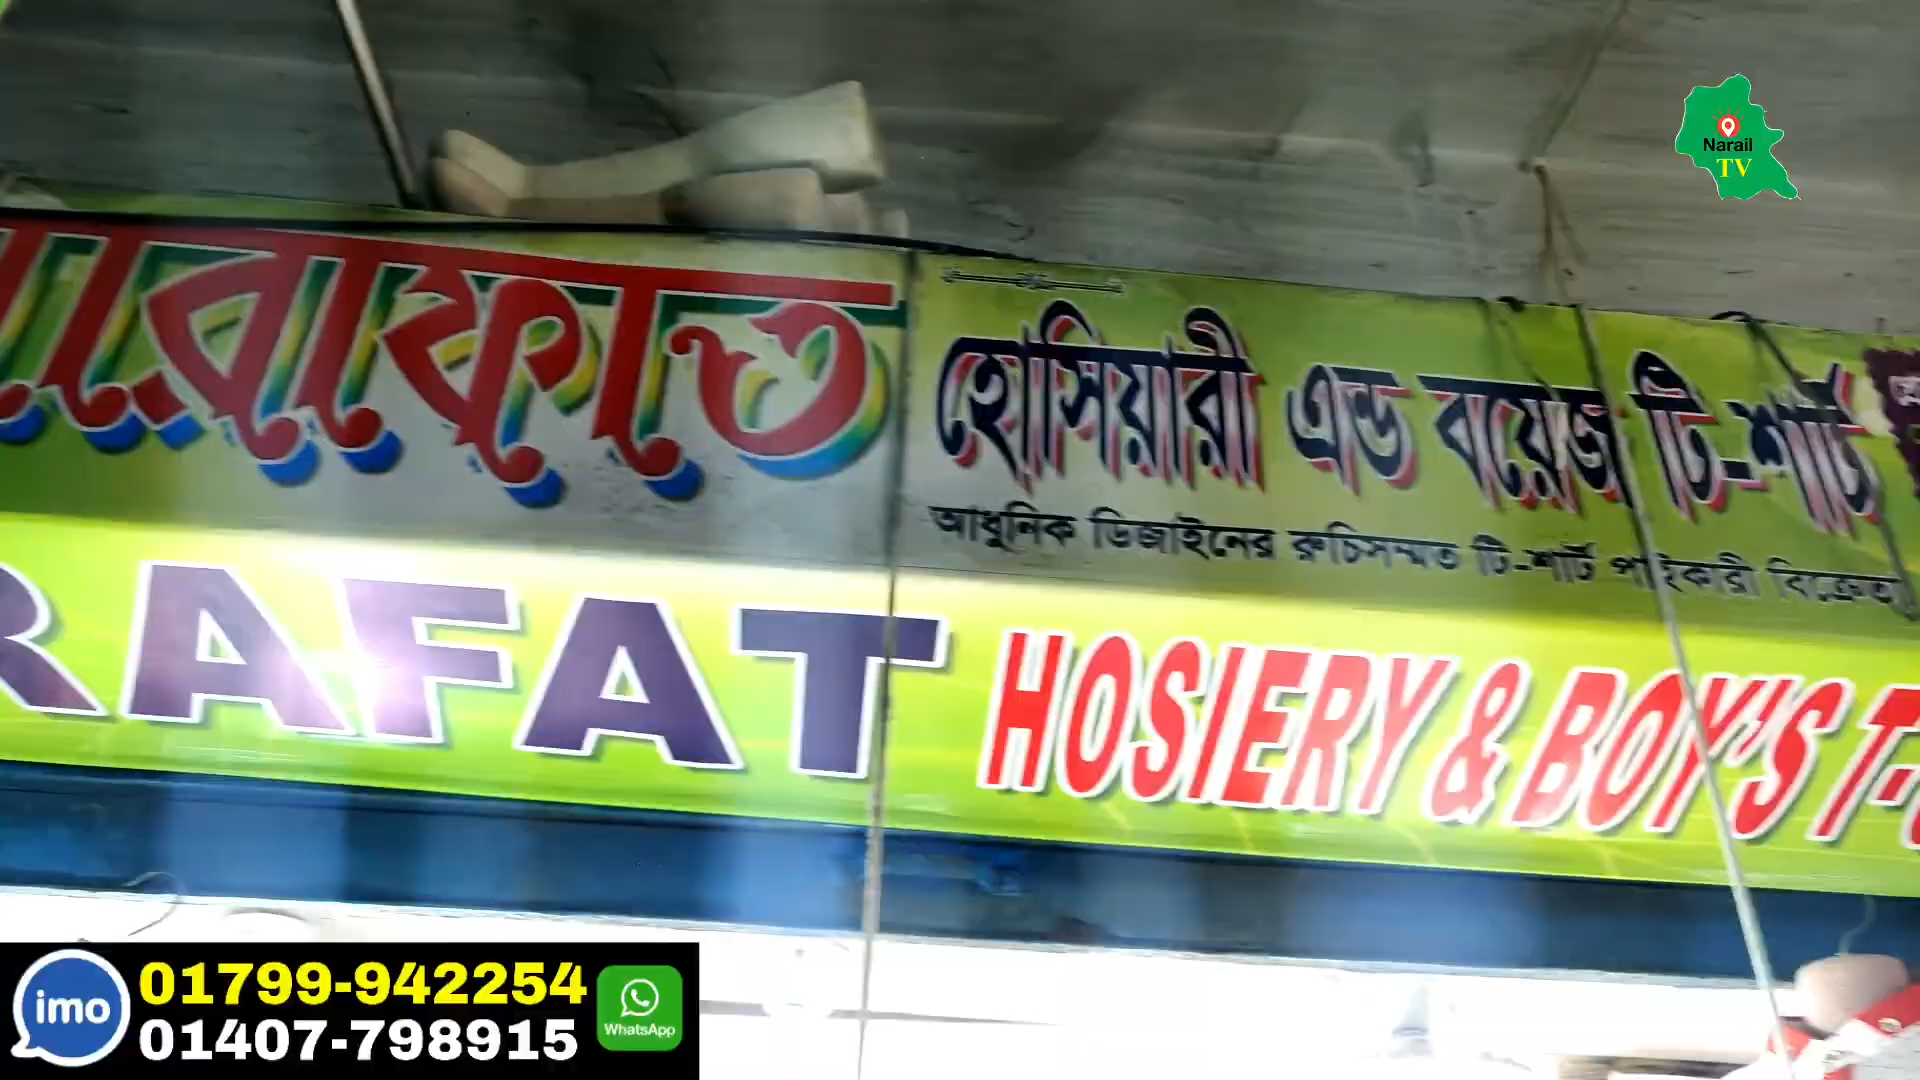 Narail
TV
রোফাত
হোসিয়ারী এন্ড বয়েজ টি-শার্ট
আধুনিক ডিজাইনের রুচিসম্মত টি-শার্ট পাইকারী বিক্রেতা
RAFAT HOSIERY & BOY'S T-
imo
01799-942254
01407-798915
WhatsApp